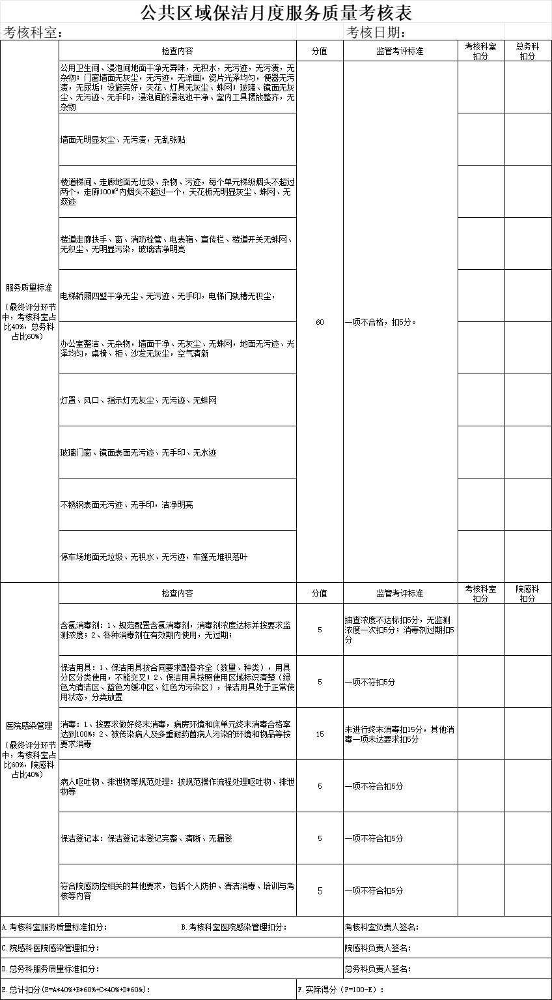 公共区域保洁月度服务质量考核表
考核科室：
考核日期：
检查内容
分值
监管考评标准
考核科室
扣分
总务科
扣分
服务质量标准
（最终评分环节
中，考核科室占
比40%，总务科
占比60%）
公用卫生间、浸泡间地面干净无异味，无积水，无污迹，无污渍，无
杂物；门窗墙面无灰尘，无污迹，无涂画，瓷片光泽均匀，便器无污
渍，无尿垢；设施完好，天花、灯具无灰尘、蛛网；玻璃、镜面无灰
尘、无污迹、无手印，浸泡间的浸泡池干净、室内工具摆放整齐，无
杂物
墙面无明显灰尘、无污渍，无乱张贴
楼道梯间、走廊地面无垃圾、杂物、污迹，每个单元梯级烟头不超过
两个，走廊100㎡内烟头不超过一个，天花板无明显灰尘、蛛网、无
痰迹
楼道走廊扶手、窗、消防栓管、电表箱、宣传栏、楼道开关无蛛网、
无积尘、无明显污染，玻璃洁净明亮
电梯轿厢四壁干净无尘、无污迹、无手印，电梯门轨槽无积尘，
办公室整洁、无杂物，墙面干净、无灰尘、无蛛网，地面无污迹、光
泽均匀，桌椅、柜、沙发无灰尘，空气清新
灯罩、风口、指示灯无灰尘、无污迹、无蛛网
玻璃门窗、镜面表面无污迹、无手印、无水迹
不锈钢表面无污迹、无手印，洁净明亮
停车场地面无垃圾、无积水、无污迹，车篷无堆积落叶
60
一项不合格，扣5分。
检查内容
分值
监管考评标准
考核科室
扣分
院感科
扣分
医院感染管理
（最终评分环节
中，考核科室占
比60%，院感科
占比40%）
含氯消毒剂：1、规范配置含氯消毒剂，消毒剂浓度达标并按要求监
测浓度；2、各种消毒剂在有效期内使用，无过期；
5
抽查浓度不达标扣5分，无监测
浓度一次扣5分；消毒剂过期扣5
分
保洁用具：1、保洁用具按合同要求配备齐全（数量、种类），用具
分区分类使用，不能交叉；2、保洁用具按照使用区域标识清楚（绿
色为清洁区、蓝色为缓冲区、红色为污染区），保洁用具处于正常使
用状态，分类放置
5
一项不符扣5分
消毒：1、按要求做好终末消毒，病房环境和床单元终末消毒合格率
达到100%；2、被传染病人及多重耐药菌病人污染的环境和物品等按
要求消毒
15
未进行终末消毒扣15分，其他消
毒一项未达要求扣5分
病人呕吐物、排泄物等规范处理：按规范操作流程处理呕吐物、排泄
物等
5
一项不符合扣5分
保洁登记本：保洁登记本登记完整、清晰、无漏登
5
一项不符合扣5分
符合院感防控相关的其他要求，包括个人防护、清洁消毒、培训与考
核等内容
5
一项不符合扣5分
A.考核科室服务质量标准扣分：
B.考核科室医院感染管理扣分：
考核科室负责人签名：
C.院感科医院感染管理扣分：
院感科负责人签名：
D.总务科服务质量标准扣分：
总务科负责人签名：
E.总计扣分(E=A*40%+B*60%+C*40%+D*60&)：
F.实际得分（F=100-E）：